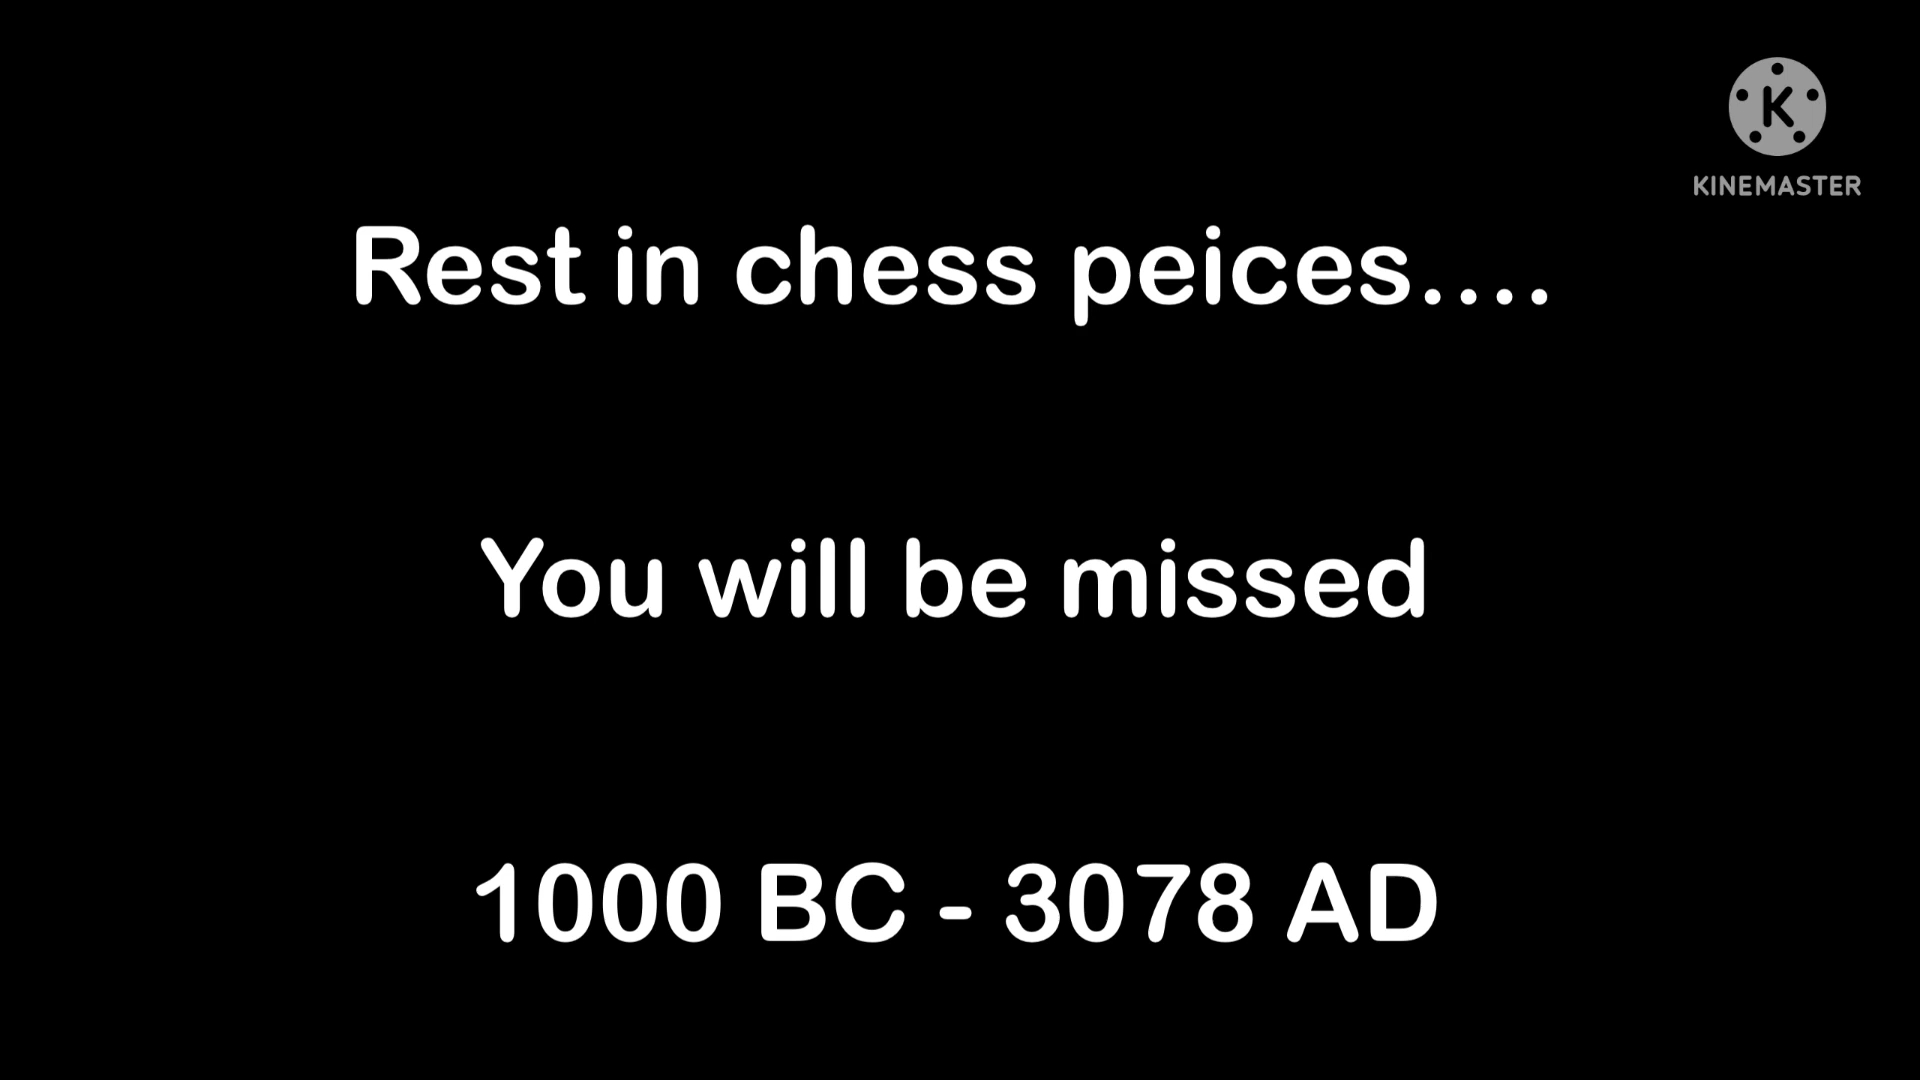 K
KINEMASTER
Rest in chess peices....
You will be missed
1000 BC - 3078 AD